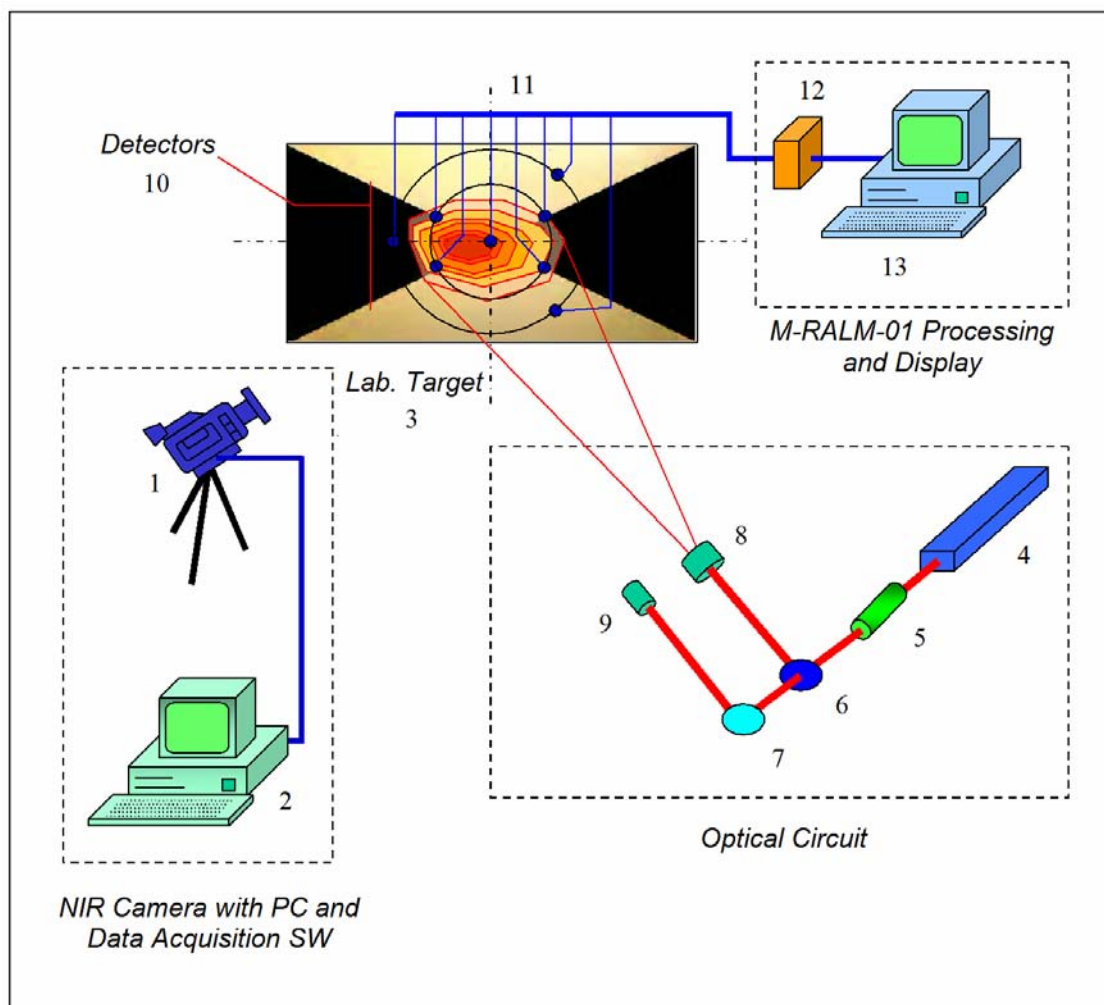 11
12
Detectors
10
13
M-RALM-01 Processing
and Display
Lab. Target
3
1
8
4
9
5
6
7
2
Optical Circuit
NIR Camera with PC and
Data Acquisition SW